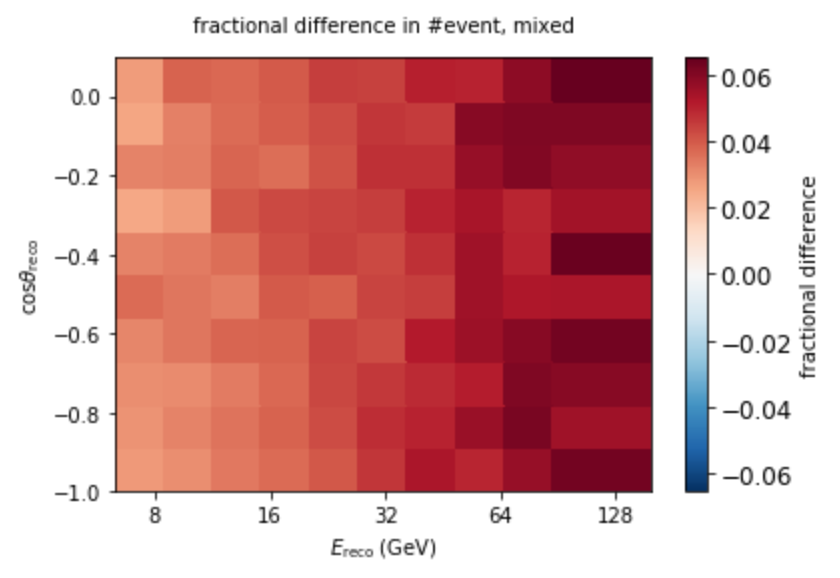 fractional difference in #event, mixed
0.0
−0.2
−0.4
−0.6
−0.8
−1.0
cosθreco
8 16 32 64 128
Ereco (GeV)
0.06
0.04
0.02
0.00
−0.02
−0.04
−0.06
fractional difference